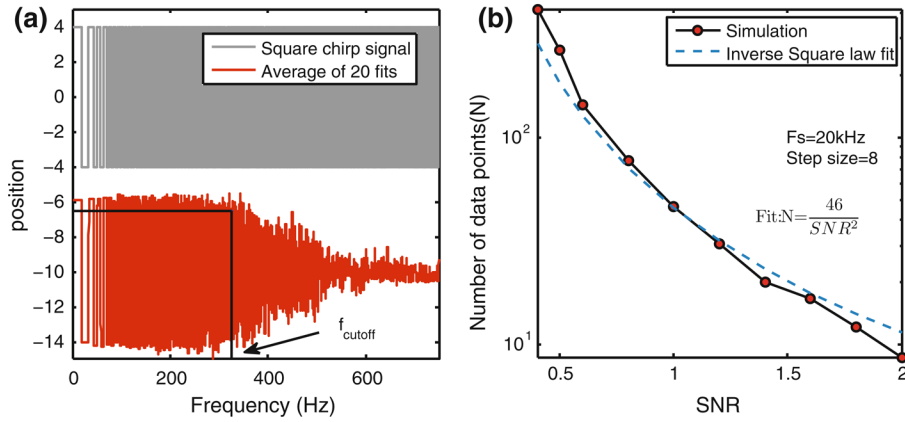 (a)
4
2
0
-2
-4
-6
-8
-10
-12
-14
position
Square chirp signal
Average of 20 fits
f_cutoff
0
200
400
600
Frequency (Hz)
(b)
Number of data points(N)
10^2
10^1
Simulation
Inverse Square law fit
Fs=20kHz
Step size=8
Fit:N=\frac{46}{SNR^2}
0.5
1
1.5
2
SNR